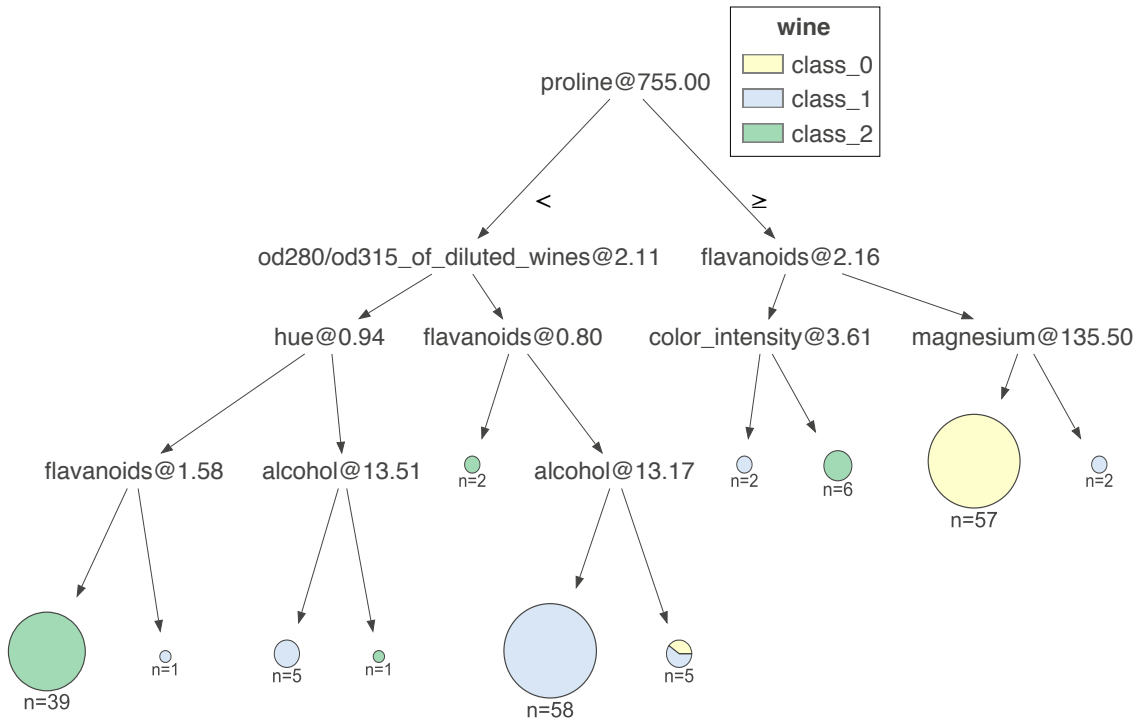 wine
class_0
class_1
class_2
proline@755.00
<
≥
od280/od315_of_diluted_wines@2.11
flavanoids@2.16
hue@0.94
flavanoids@0.80
color_intensity@3.61
magnesium@135.50
flavanoids@1.58
alcohol@13.51
n=2
alcohol@13.17
n=2
n=6
n=57
n=2
n=39
n=1
n=5
n=1
n=58
n=5